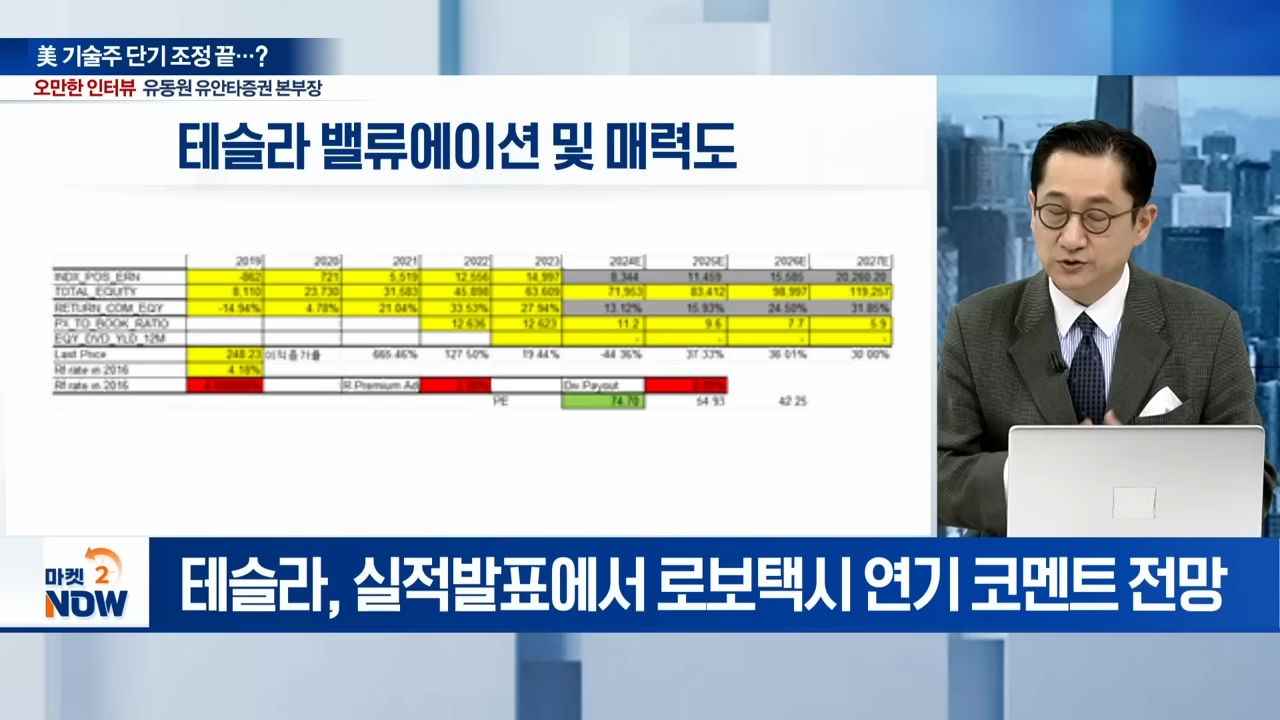 美 기술주 단기 조정 끝…?
오만한 인터뷰 유동원 유안타증권 본부장
테슬라 밸류에이션 및 매력도
2019 2020 2021 2022 2023 2024E 2025E 2026E 2027E
INDX_POS_ERN -862 721 5,519 12,556 14,997 8,344 11,459 15,585 20,260.20
TOTAL_EQUITY 8,110 23,730 31,583 45,898 63,609 71,953 83,412 98,997 119,257
RETURN_COM_EQY -14.94% 4.78% 21.04% 33.53% 27.94% 13.12% 15.93% 24.50% 31.85%
PX_TO_BOOK_RATIO 12.636 12.623 11.2 9.6 7.7 5.9
EQY_DVD_YLD_12M - - - - -
Last Price 248.23 이익증가율 665.46% 127.50% 19.44% -44.36% 37.33% 36.01% 30.00%
Rf rate in 2016 4.18%
Rf rate in 2016 R.Premium Ad Div.Payout
PE 74.70 54.93 42.25
마켓 2
NOW
테슬라, 실적발표에서 로보택시 연기 코멘트 전망